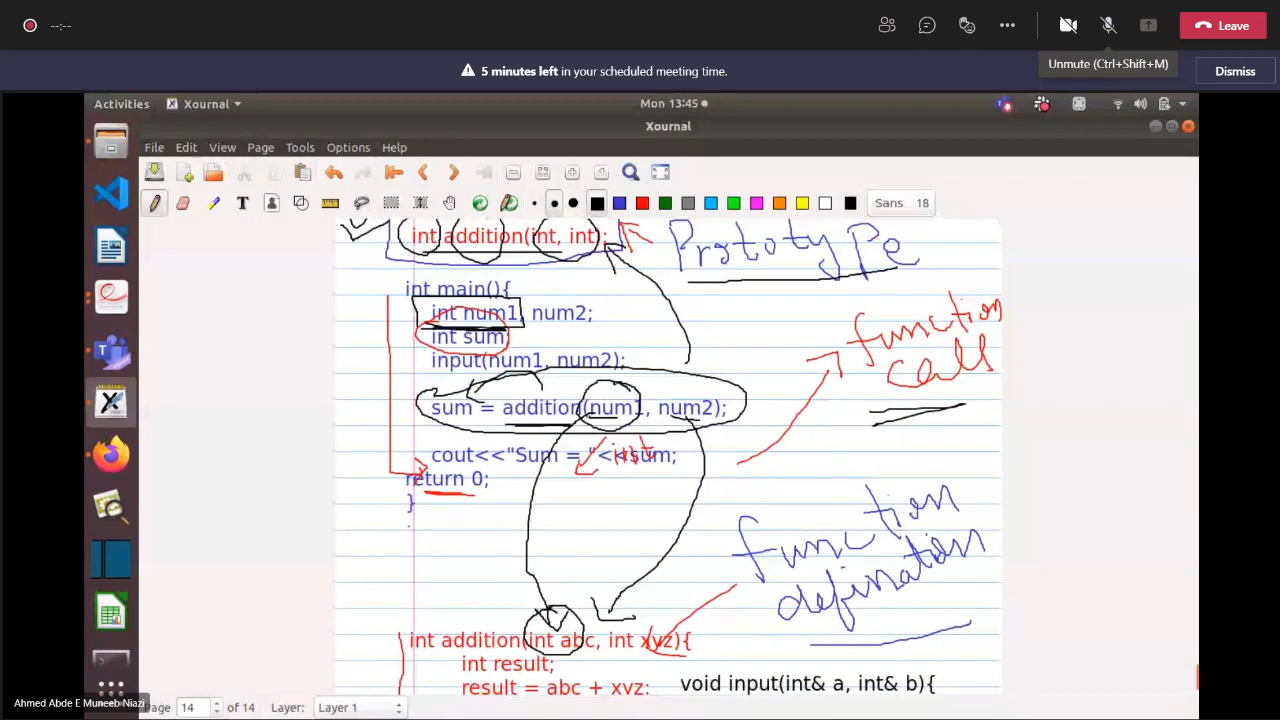 --:--
Leave
5 minutes left in your scheduled meeting time.
Unmute (Ctrl+Shift+M)
Dismiss
Activities
Xournal
Mon 13:45
Xournal
File Edit View Page Tools Options Help
Sans 18
int addition(int, int);
Prototype
int main(){
int num1, num2;
int sum
input(num1, num2);
function
call
sum = addition(num1, num2);
int
cout<<"Sum = "<<sum;
return 0;
}
function
defination
int addition(int abc, int xyz){
int result;
result = abc + xyz;
void input(int& a, int& b){
Ahmed Abde E Muneeb Niazi
Page 14 of 14 Layer: Layer 1